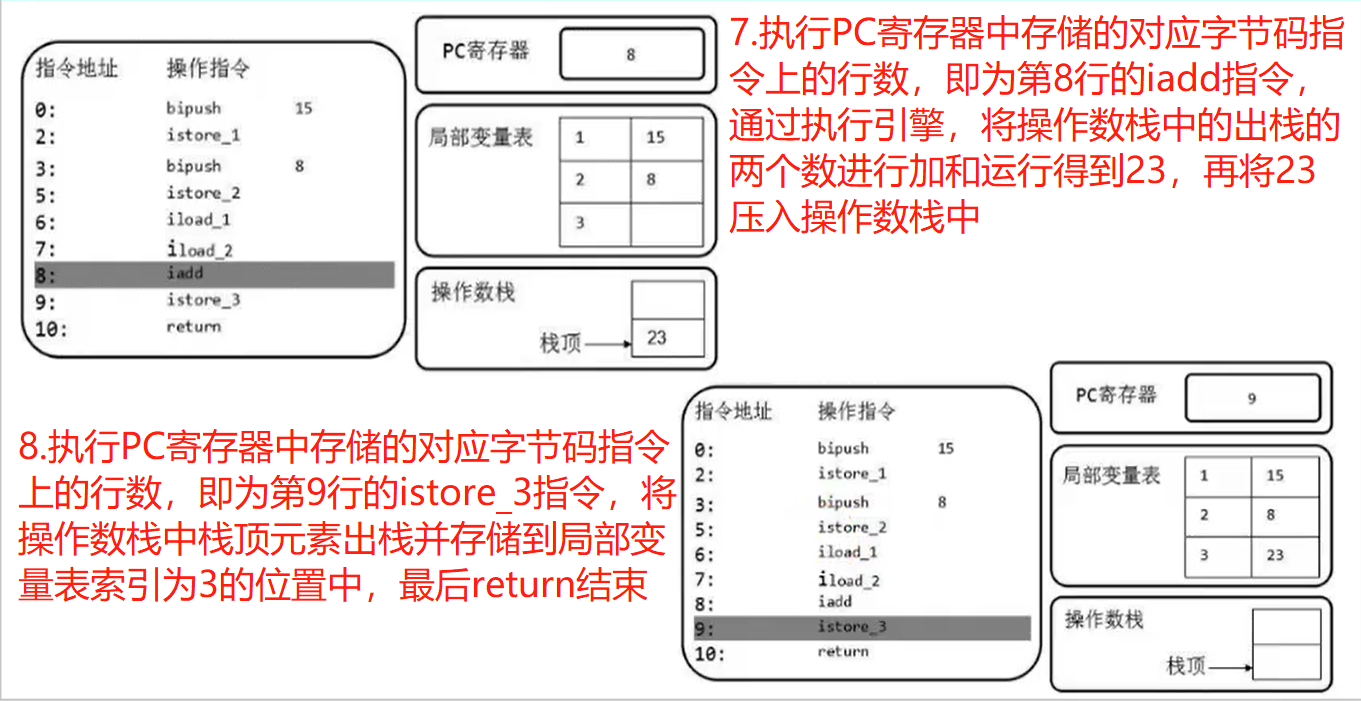 指令地址 操作指令
0: bipush 15
2: istore_1
3: bipush 8
5: istore_2
6: iload_1
7: iload_2
8: iadd
9: istore_3
10: return
PC寄存器 8
局部变量表 1 15
2 8
3
操作数栈
栈顶 23
7.执行PC寄存器中存储的对应字节码指
令上的行数，即为第8行的iadd指令，
通过执行引擎，将操作数栈中的出栈的
两个数进行加和运行得到23，再将23
压入操作数栈中
8.执行PC寄存器中存储的对应字节码指令
上的行数，即为第9行的istore_3指令，将
操作数栈中栈顶元素出栈并存储到局部变
量表索引为3的位置中，最后return结束
指令地址 操作指令
0: bipush 15
2: istore_1
3: bipush 8
5: istore_2
6: iload_1
7: iload_2
8: iadd
9: istore_3
10: return
PC寄存器 9
局部变量表 1 15
2 8
3 23
操作数栈
栈顶